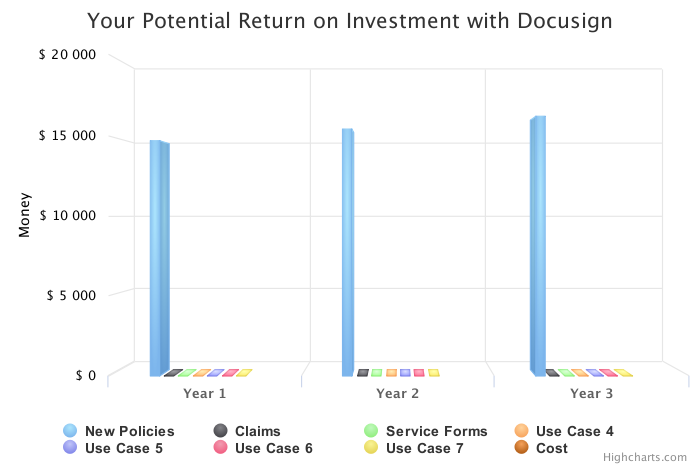 Your Potential Return on Investment with Docusign
$ 20 000
$ 15 000
$ 10 000
$ 5 000
$ 0
Money
Year 1 Year 2 Year 3
New Policies Claims Service Forms Use Case 4
Use Case 5 Use Case 6 Use Case 7 Cost
Highcharts.com